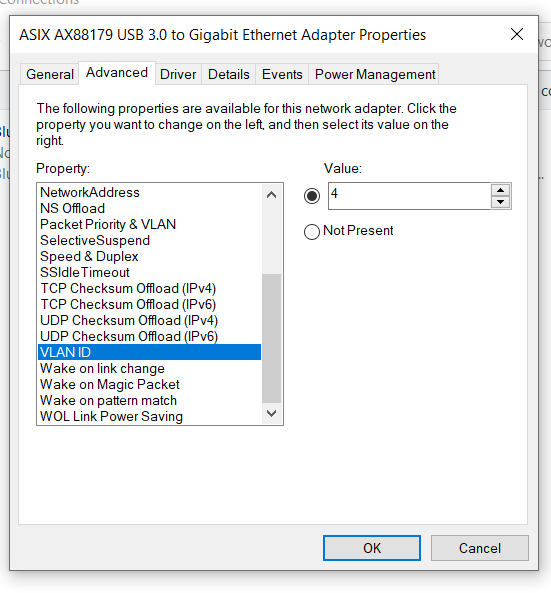 Connections
ASIX AX88179 USB 3.0 to Gigabit Ethernet Adapter Properties
General Advanced Driver Details Events Power Management
The following properties are available for this network adapter. Click the
property you want to change on the left, and then select its value on the
right.
Property:
Value:
NetworkAddress
NS Offload
Packet Priority & VLAN
SelectiveSuspend
Speed & Duplex
SSIdleTimeout
TCP Checksum Offload (IPv4)
TCP Checksum Offload (IPv6)
UDP Checksum Offload (IPv4)
UDP Checksum Offload (IPv6)
VLAN ID
Wake on link change
Wake on Magic Packet
Wake on pattern match
WOL Link Power Saving
4
Not Present
OK
Cancel